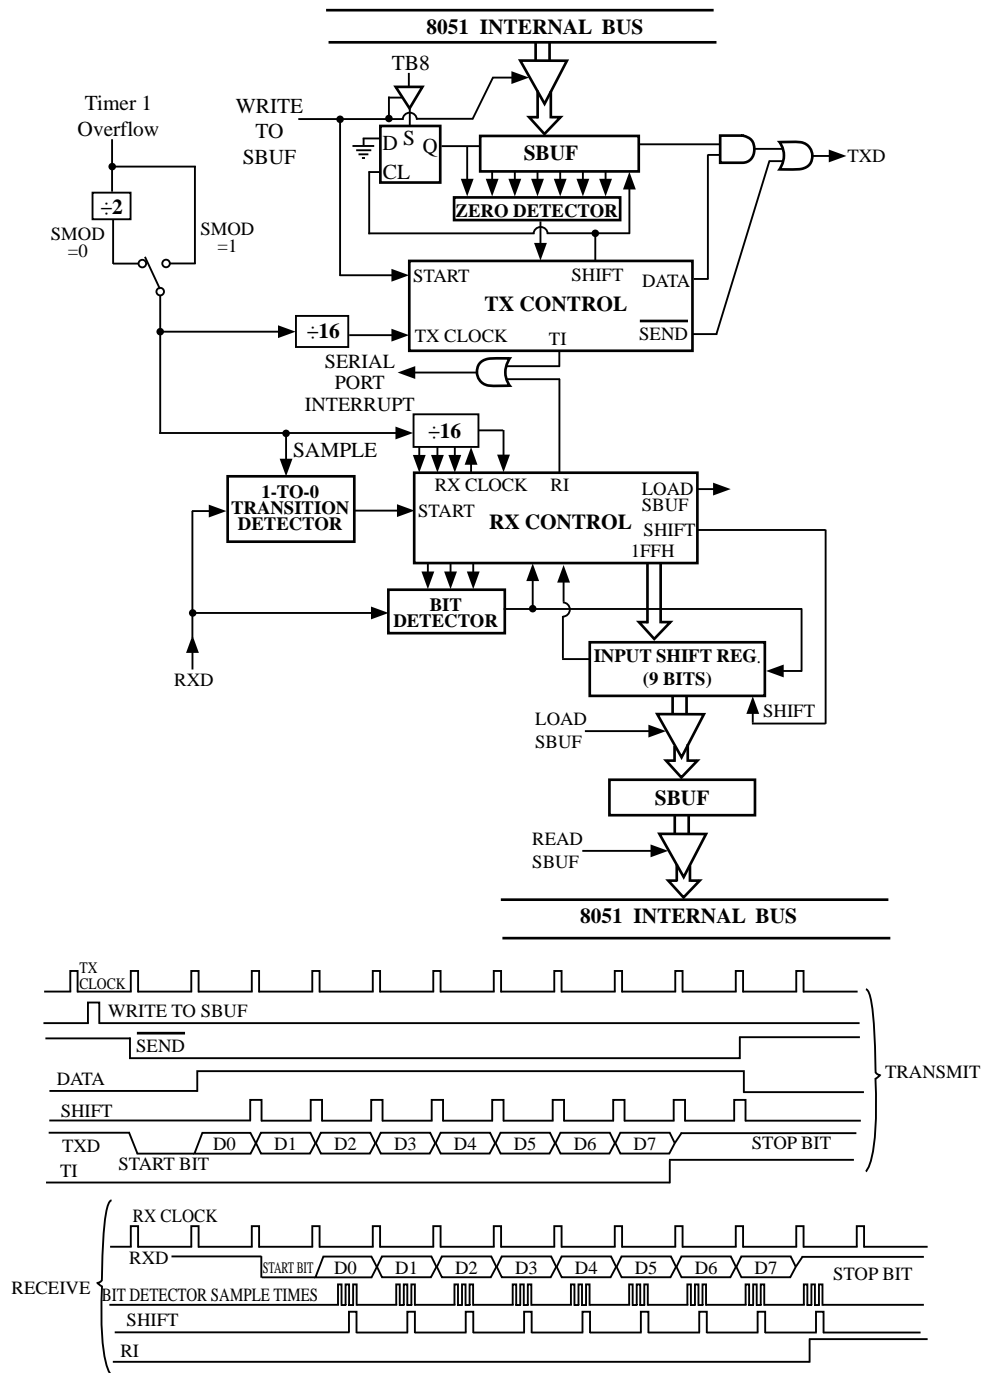 8051 INTERNAL BUS
TB8
Timer 1
Overflow
WRITE
TO
SBUF
D S Q
CL
SBUF
TXD
÷2
ZERO DETECTOR
SMOD
=0
SMOD
=1
START
SHIFT
DATA
TX CONTROL
TX CLOCK
TI
SEND
÷16
SERIAL
PORT
INTERRUPT
÷16
SAMPLE
1-TO-0
TRANSITION
DETECTOR
RX CLOCK
RI
LOAD
SBUF
START
RX CONTROL
SHIFT
1FFH
BIT
DETECTOR
RXD
INPUT SHIFT REG.
(9 BITS)
SHIFT
LOAD
SBUF
SBUF
READ
SBUF
8051 INTERNAL BUS
TX
CLOCK
WRITE TO SBUF
SEND
DATA
TRANSMIT
SHIFT
TXD
START BIT
D0 D1 D2 D3 D4 D5 D6 D7
STOP BIT
TI
RX CLOCK
RXD
START BIT
D0 D1 D2 D3 D4 D5 D6 D7
STOP BIT
RECEIVE
BIT DETECTOR SAMPLE TIMES
SHIFT
RI